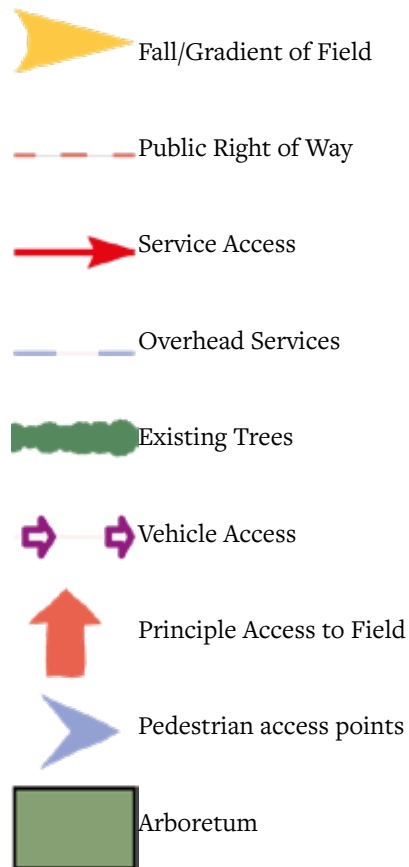 Fall/Gradient of Field
Public Right of Way
Service Access
Overhead Services
Existing Trees
Vehicle Access
Principle Access to Field
Pedestrian access points
Arboretum